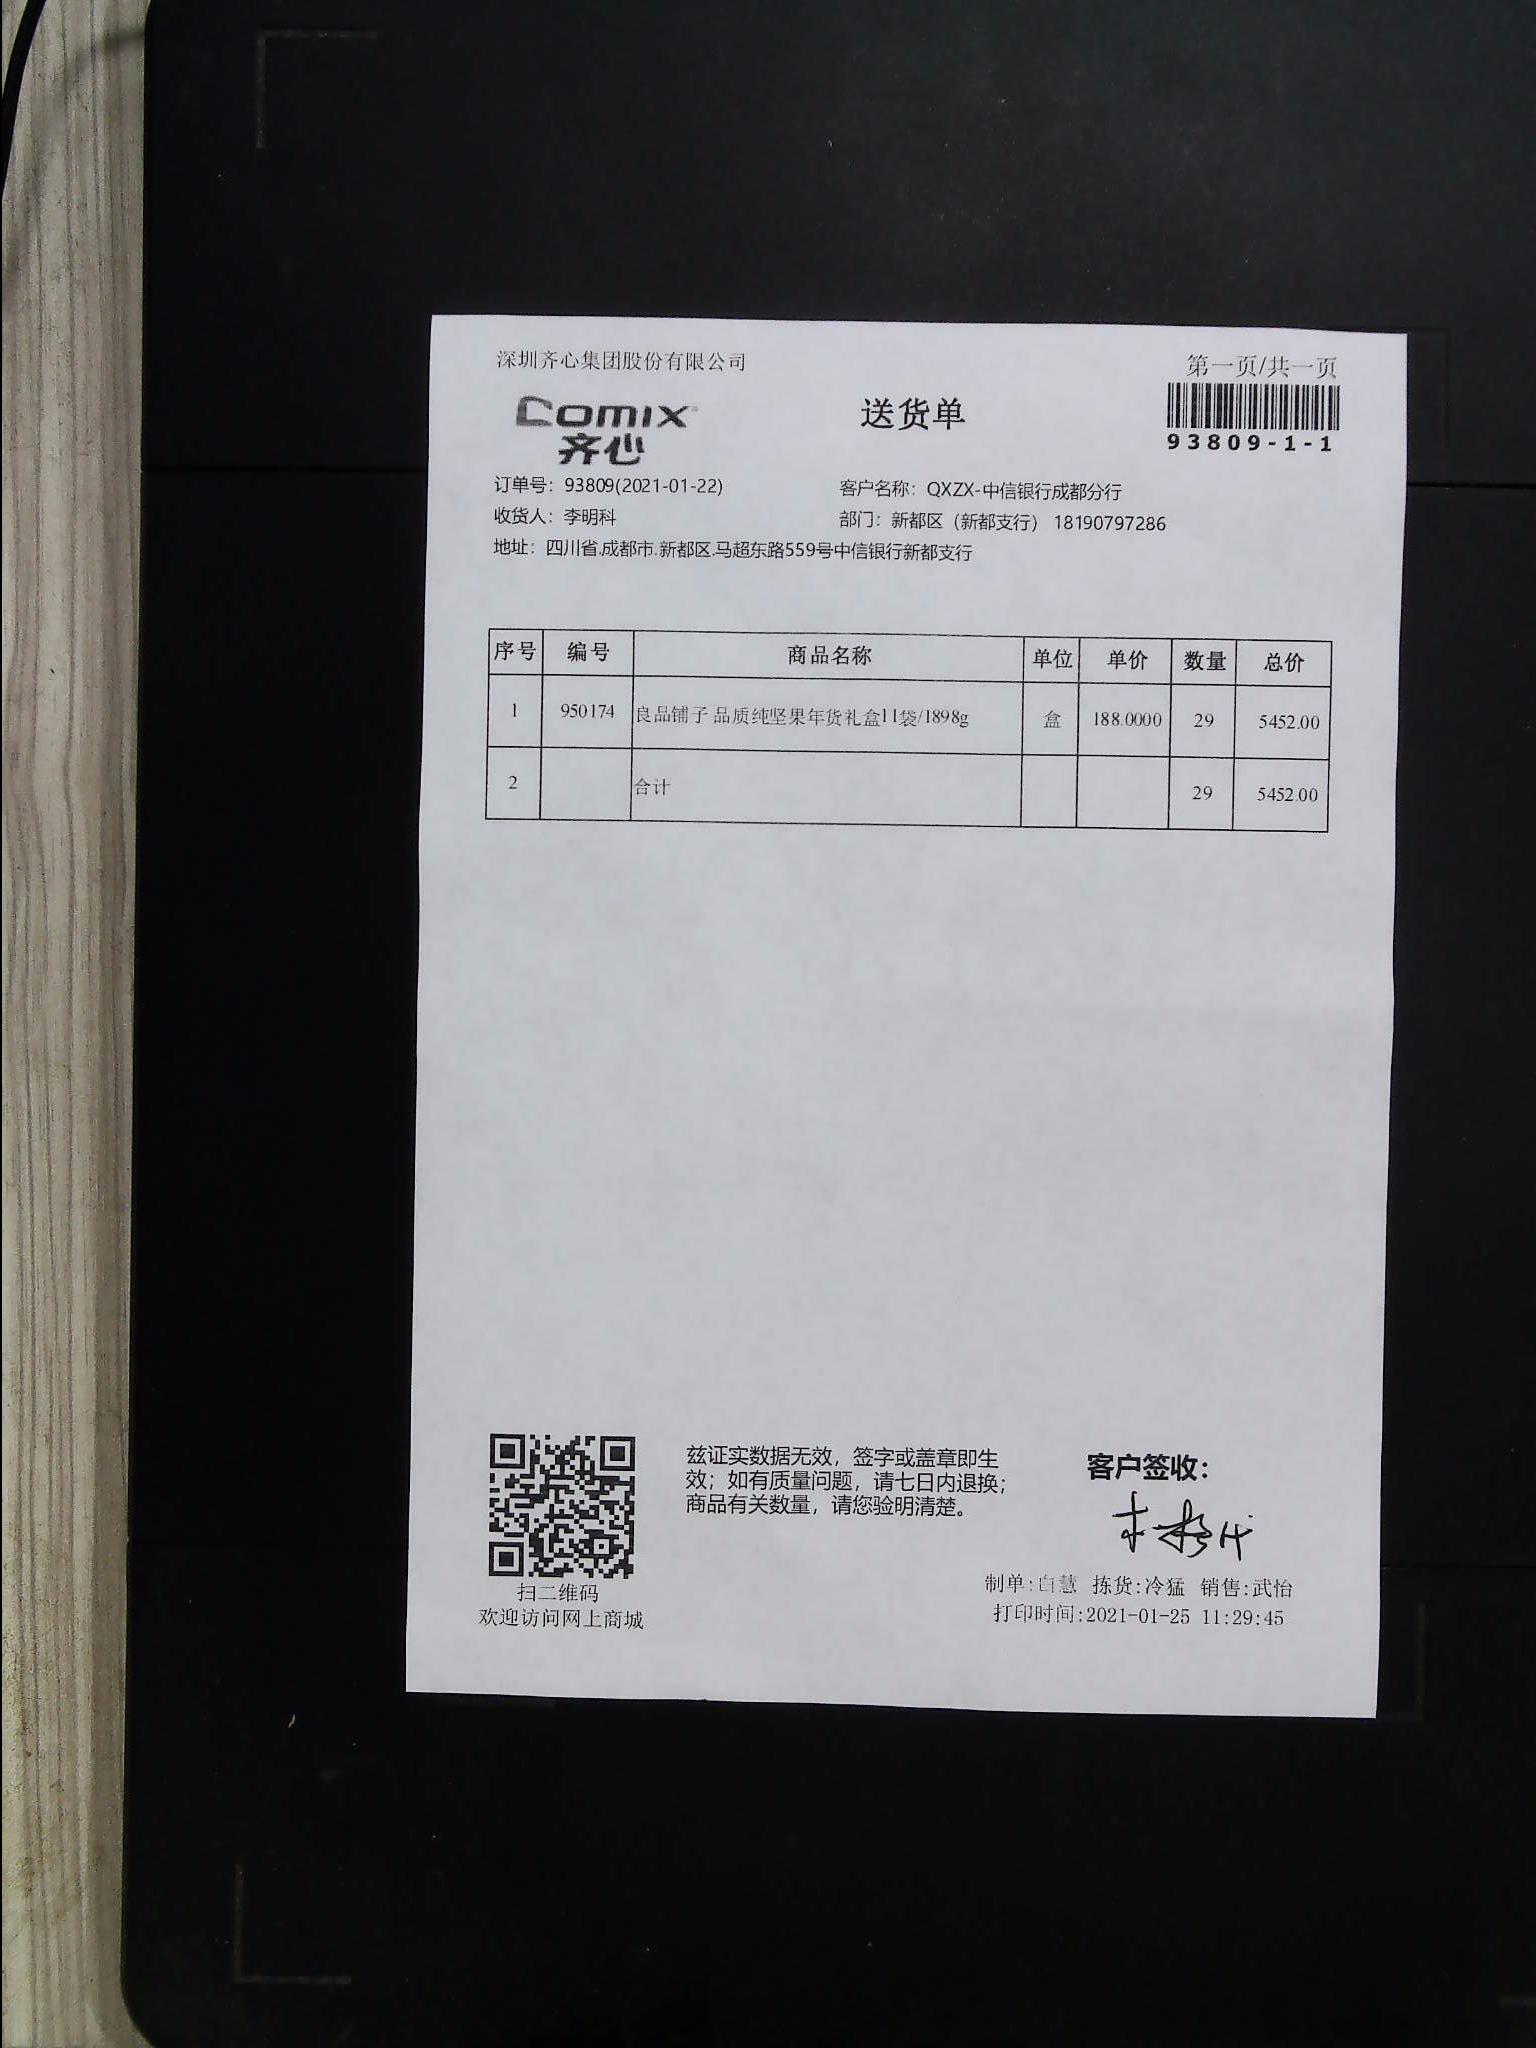 深圳齐心集团股份有限公司
第一页/共一页
comix
齐心
送货单
93809-1-1
订单号：93809(2021-01-22)
客户名称：QXZX-中信银行成都分行
收货人：李明科
部门：新都区（新都支行） 18190797286
地址：四川省.成都市.新都区.马超东路559号中信银行新都支行
序号 编号 商品名称 单位 单价 数量 总价
1 950174 良品铺子 品质纯坚果年货礼盒11袋/1898g 盒 188.0000 29 5452.00
2 合计 29 5452.00
兹证实数据无效，签字或盖章即生
效；如有质量问题，请七日内退换；
商品有关数量，请您验明清楚。
客户签收：
扫二维码
欢迎访问网上商城
制单:白慧 拣货:冷猛 销售:武怡
打印时间:2021-01-25 11:29:45